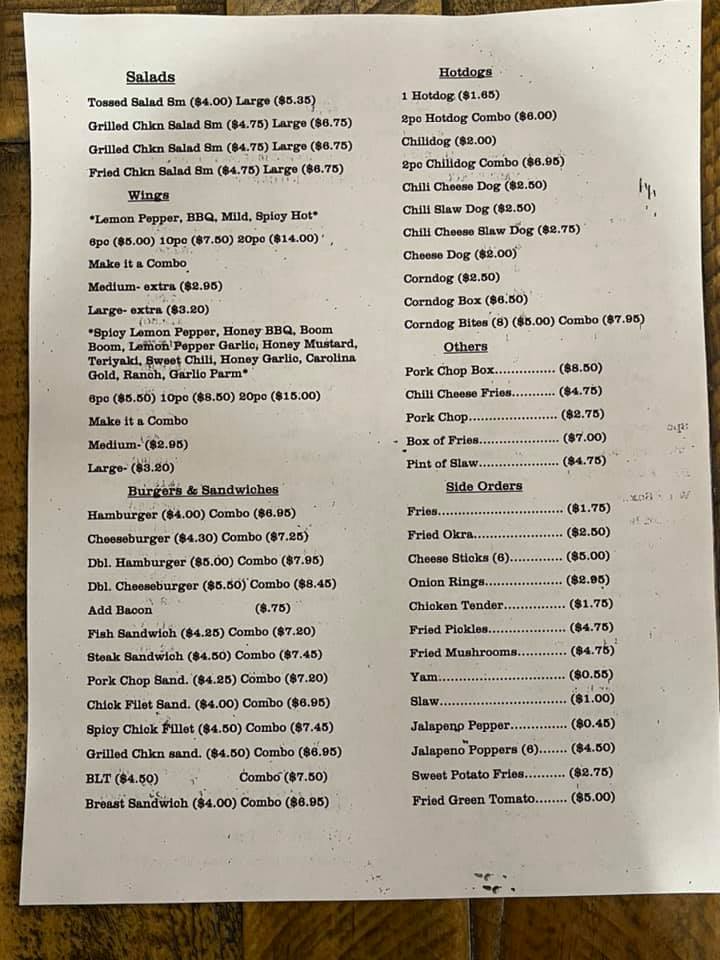 Salads
Tossed Salad Sm ($4.00) Large ($5.35)
Grilled Chkn Salad Sm ($4.75) Large ($6.75)
Grilled Chkn Salad Sm ($4.75) Large ($6.75)
Fried Chkn Salad Sm ($4.75) Large ($6.75)
Wings
*Lemon Pepper, BBQ, Mild, Spicy Hot*
6pc ($5.00) 10pc ($7.50) 20pc ($14.00)
Make it a Combo
Medium- extra ($2.95)
Large- extra ($3.20)
*Spicy Lemon Pepper, Honey BBQ, Boom
Boom, Lemon Pepper Garlic, Honey Mustard,
Teriyaki, Sweet Chili, Honey Garlic, Carolina
Gold, Ranch, Garlic Parm*
6pc ($5.50) 10pc ($8.50) 20pc ($15.00)
Make it a Combo
Medium- ($2.95)
Large- ($3.20)
Burgers & Sandwiches
Hamburger ($4.00) Combo ($6.95)
Cheeseburger ($4.30) Combo ($7.25)
Dbl. Hamburger ($5.00) Combo ($7.95)
Dbl. Cheeseburger ($5.50) Combo ($8.45)
Add Bacon ($.75)
Fish Sandwich ($4.25) Combo ($7.20)
Steak Sandwich ($4.50) Combo ($7.45)
Pork Chop Sand. ($4.25) Combo ($7.20)
Chick Filet Sand. ($4.00) Combo ($6.95)
Spicy Chick Fillet ($4.50) Combo ($7.45)
Grilled Chkn sand. ($4.50) Combo ($6.95)
BLT ($4.50) Combo ($7.50)
Breast Sandwich ($4.00) Combo ($6.95)
Hotdogs
1 Hotdog ($1.65)
2pc Hotdog Combo ($6.00)
Chilidog ($2.00)
2pc Chilidog Combo ($6.95)
Chili Cheese Dog ($2.50)
Chili Slaw Dog ($2.50)
Chili Cheese Slaw Dog ($2.75)
Cheese Dog ($2.00)
Corndog ($2.50)
Corndog Box ($6.50)
Corndog Bites (8) ($5.00) Combo ($7.95)
Others
Pork Chop Box............... ($8.50)
Chili Cheese Fries.......... ($4.75)
Pork Chop..................... ($2.75)
Box of Fries................... ($7.00)
Pint of Slaw................... ($4.75)
Side Orders
Fries.............................. ($1.75)
Fried Okra..................... ($2.50)
Cheese Sticks (6)............ ($5.00)
Onion Rings.................. ($2.95)
Chicken Tender.............. ($1.75)
Fried Pickles.................. ($4.75)
Fried Mushrooms........... ($4.75)
Yam.............................. ($0.55)
Slaw.............................. ($1.00)
Jalapeno Pepper............. ($0.45)
Jalapeno Poppers (6)....... ($4.50)
Sweet Potato Fries.......... ($2.75)
Fried Green Tomato........ ($5.00)